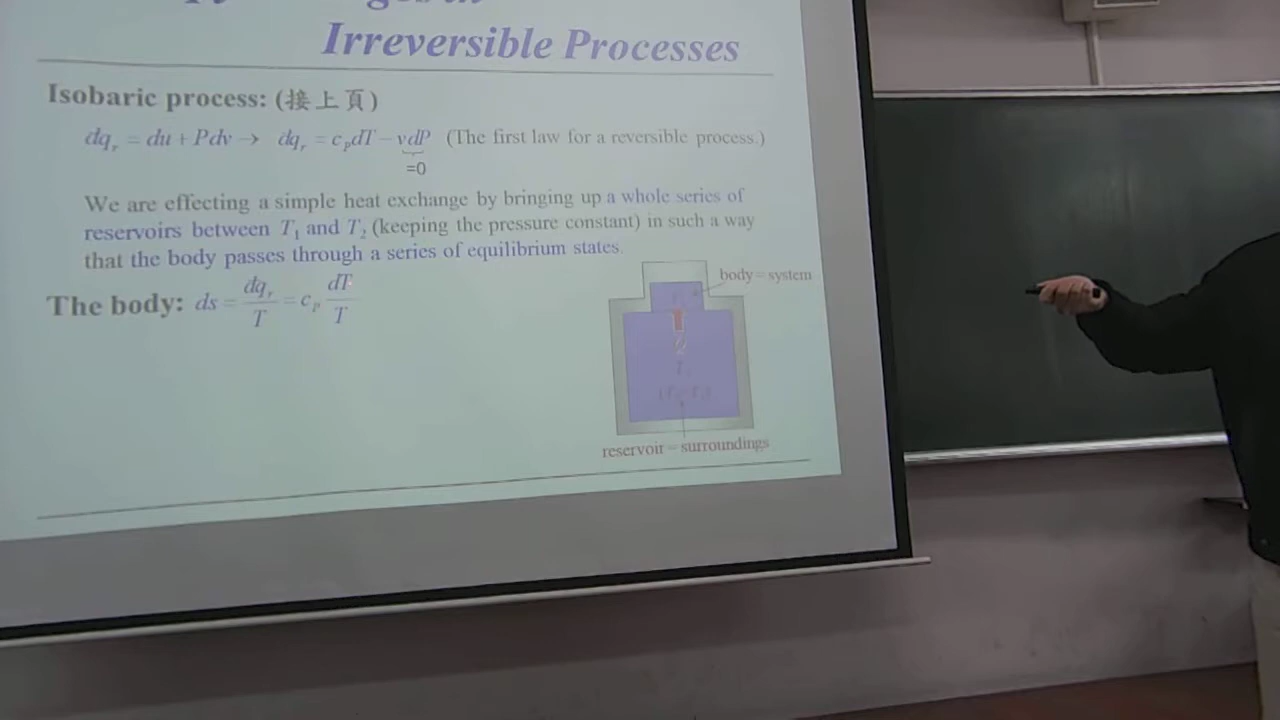 Irreversible Processes
Isobaric process: (接上頁)
dqᵣ = du + Pdv → dqᵣ = c_P dT − vdP (The first law for a reversible process.)
=0
We are effecting a simple heat exchange by bringing up a whole series of
reservoirs between T₁ and T₂ (keeping the pressure constant) in such a way
that the body passes through a series of equilibrium states.
The body: ds = dqᵣ/T = c_P dT/T
body = system
reservoir = surroundings